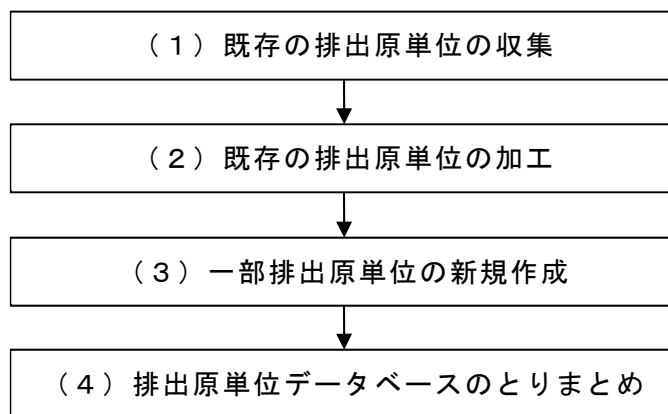 (１)既存の排出原単位の収集
(２)既存の排出原単位の加工
(３)一部排出原単位の新規作成
(４)排出原単位データベースのとりまとめ